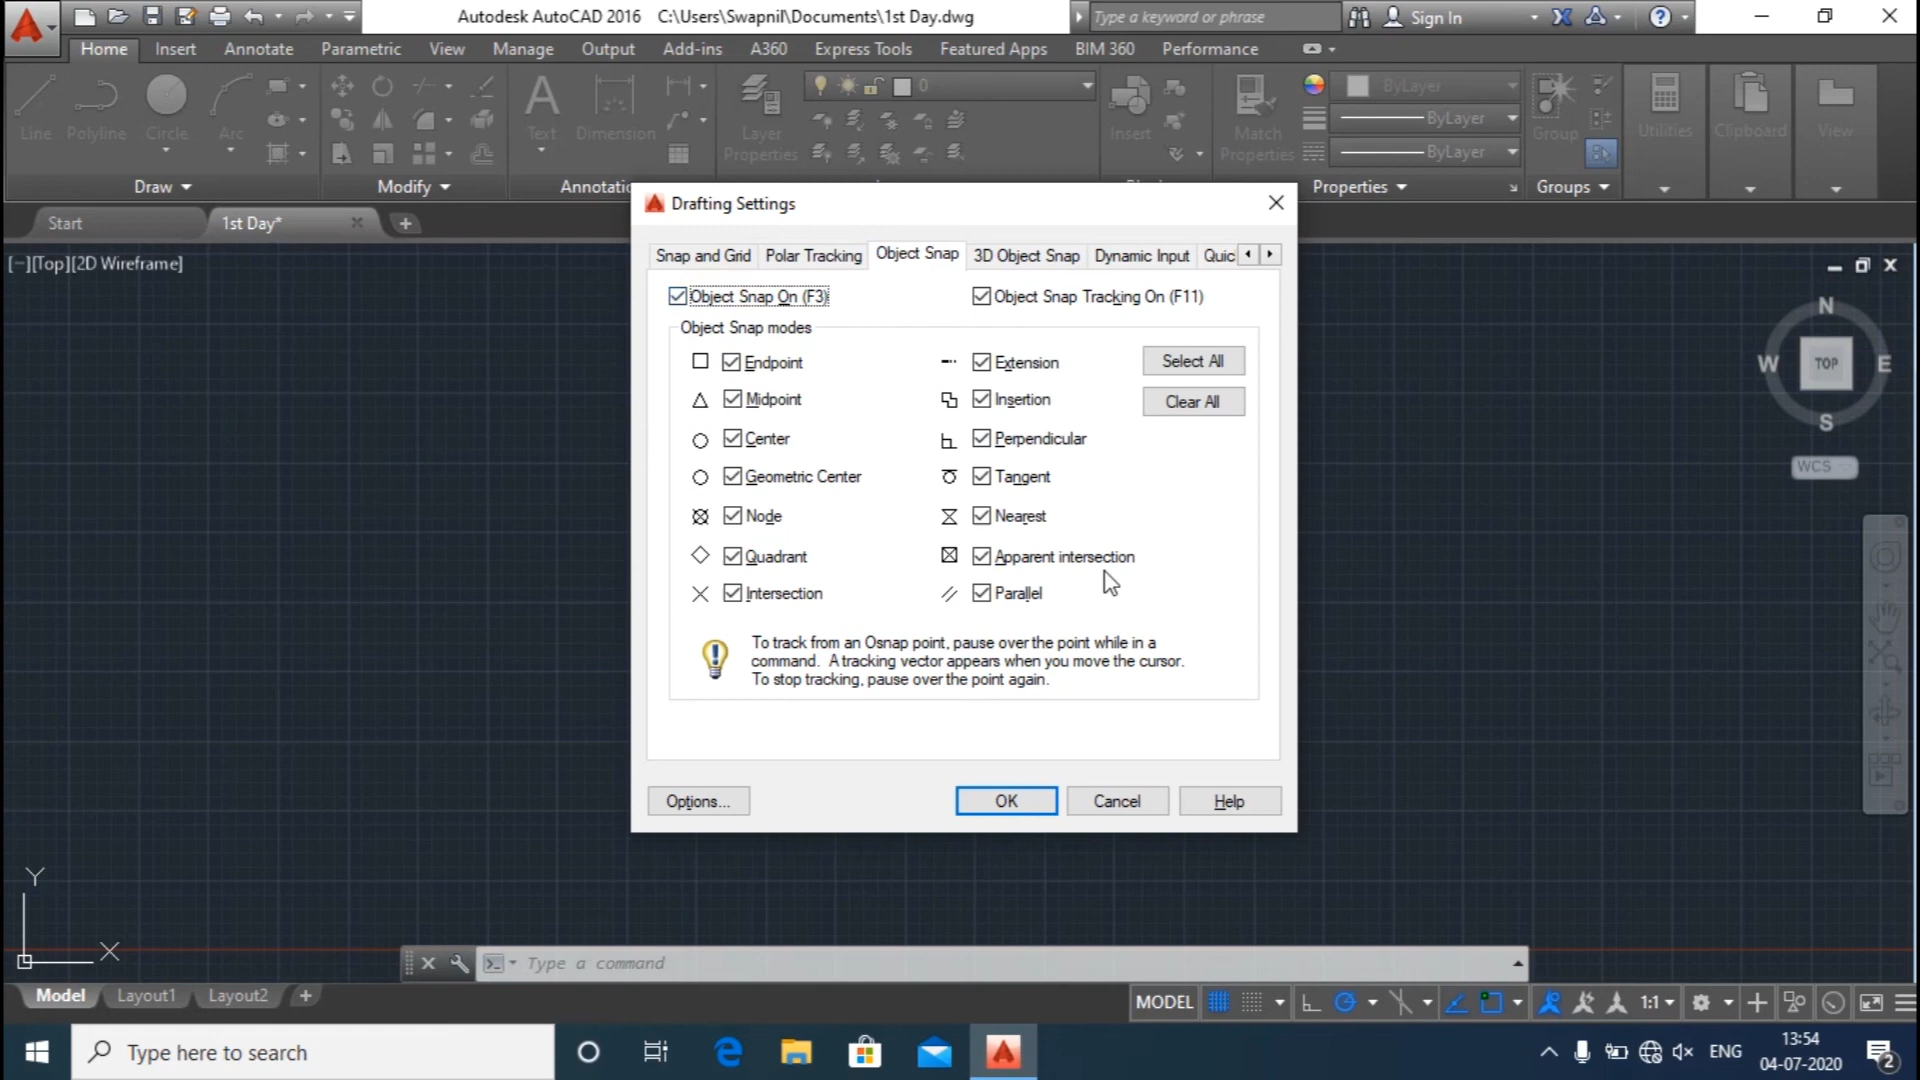 Autodesk AutoCAD 2016 C:\Users\Swapnil\Documents\1st Day.dwg
Type a keyword or phrase
Sign In
Home Insert Annotate Parametric View Manage Output Add-ins A360 Express Tools Featured Apps BIM 360 Performance
0
ByLayer
Line Polyline Circle Arc
Text Dimension
Layer
Properties
Insert
Match
Properties
ByLayer
ByLayer
Group
Utilities
Clipboard
View
Draw
Modify
Annotatio
Properties
Groups
Start
1st Day*
[−][Top][2D Wireframe]
Drafting Settings
Snap and Grid Polar Tracking Object Snap 3D Object Snap Dynamic Input Quic
Object Snap On (F3)
Object Snap Tracking On (F11)
Object Snap modes
Endpoint
Extension
Select All
Midpoint
Insertion
Clear All
Center
Perpendicular
Geometric Center
Tangent
Node
Nearest
Quadrant
Apparent intersection
Intersection
Parallel
To track from an Osnap point, pause over the point while in a
command. A tracking vector appears when you move the cursor.
To stop tracking, pause over the point again.
Options...
OK
Cancel
Help
N
W TOP E
S
WCS
Y
X
Type a command
Model Layout1 Layout2
MODEL
1:1
Type here to search
ENG
13:54
04-07-2020
2